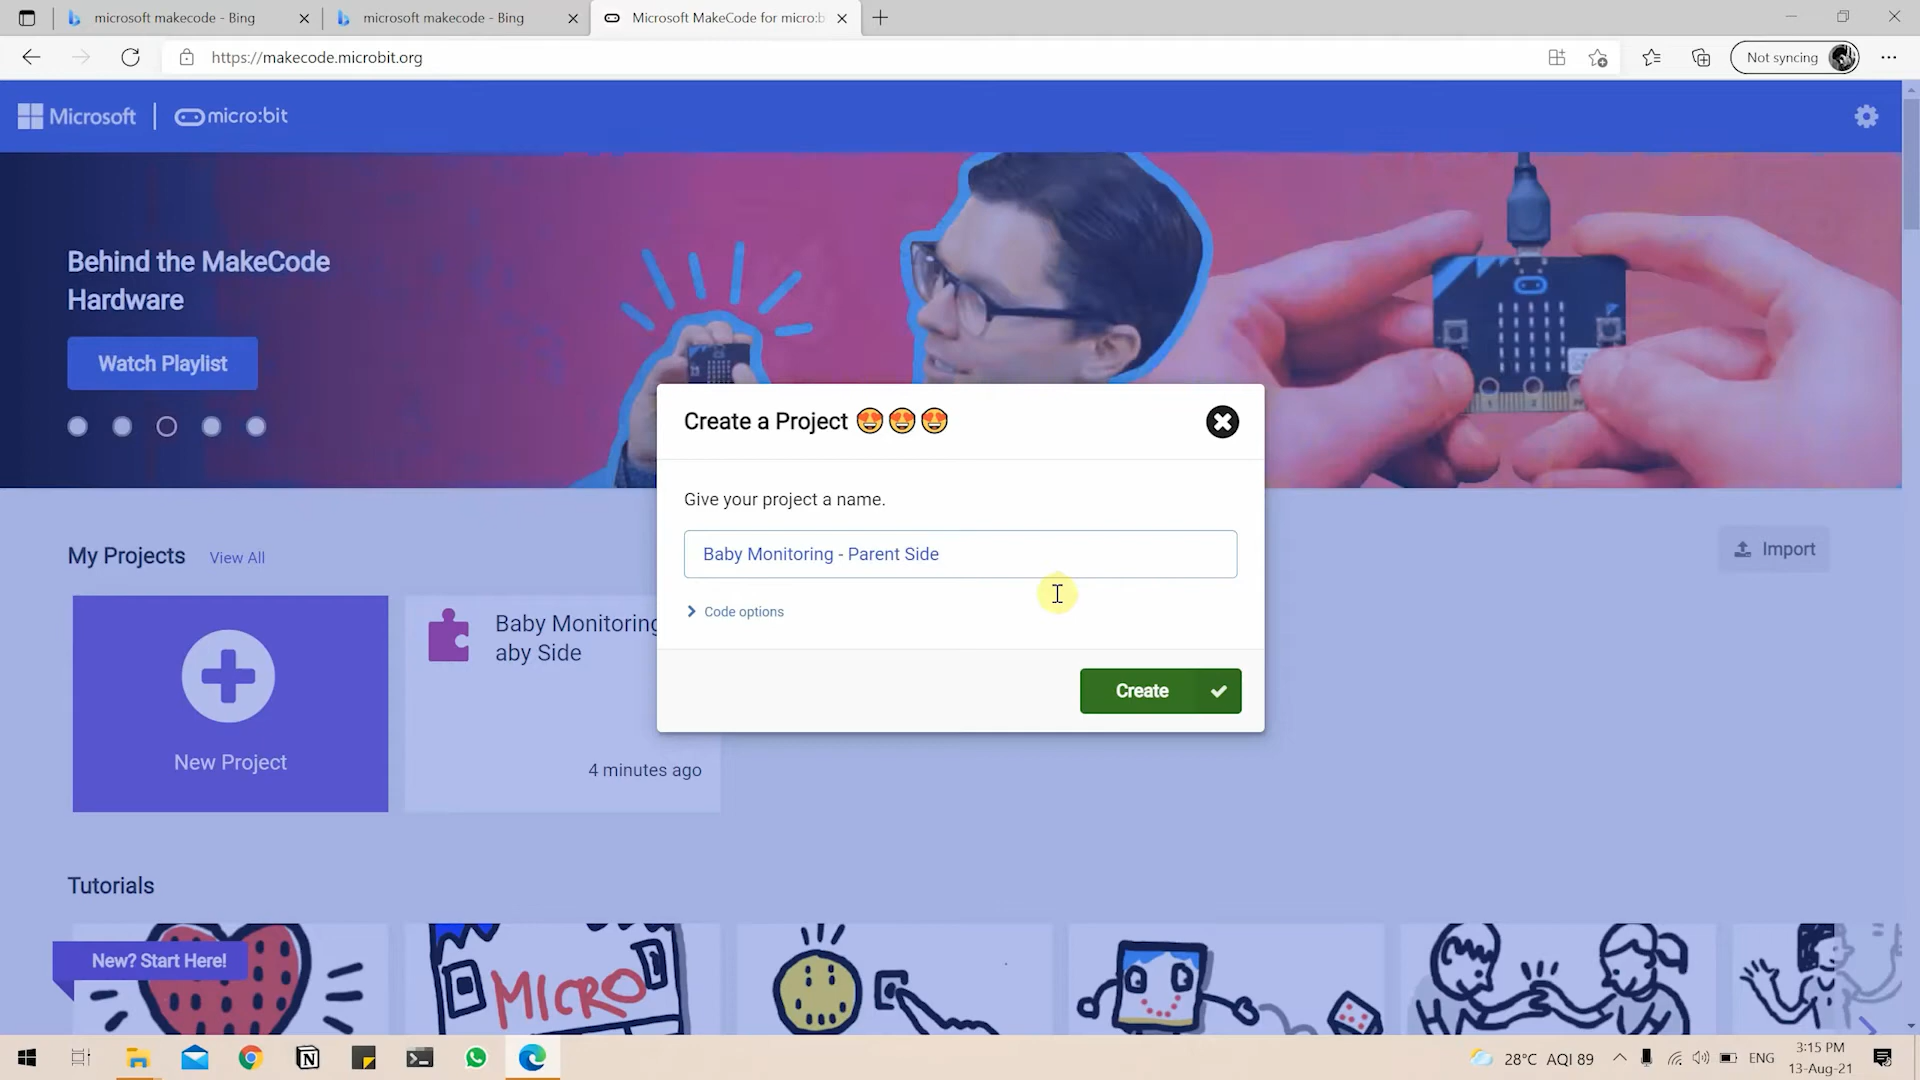 microsoft makecode - Bing
microsoft makecode - Bing
Microsoft MakeCode for micro:b
https://makecode.microbit.org
Not syncing
Microsoft
micro:bit
Behind the MakeCode
Hardware
Watch Playlist
Create a Project
Give your project a name.
Baby Monitoring - Parent Side
Code options
Create
My Projects
View All
Import
New Project
Baby Monitoring
aby Side
4 minutes ago
Tutorials
New? Start Here!
MICRO
28°C AQI 89
ENG
3:15 PM
13-Aug-21